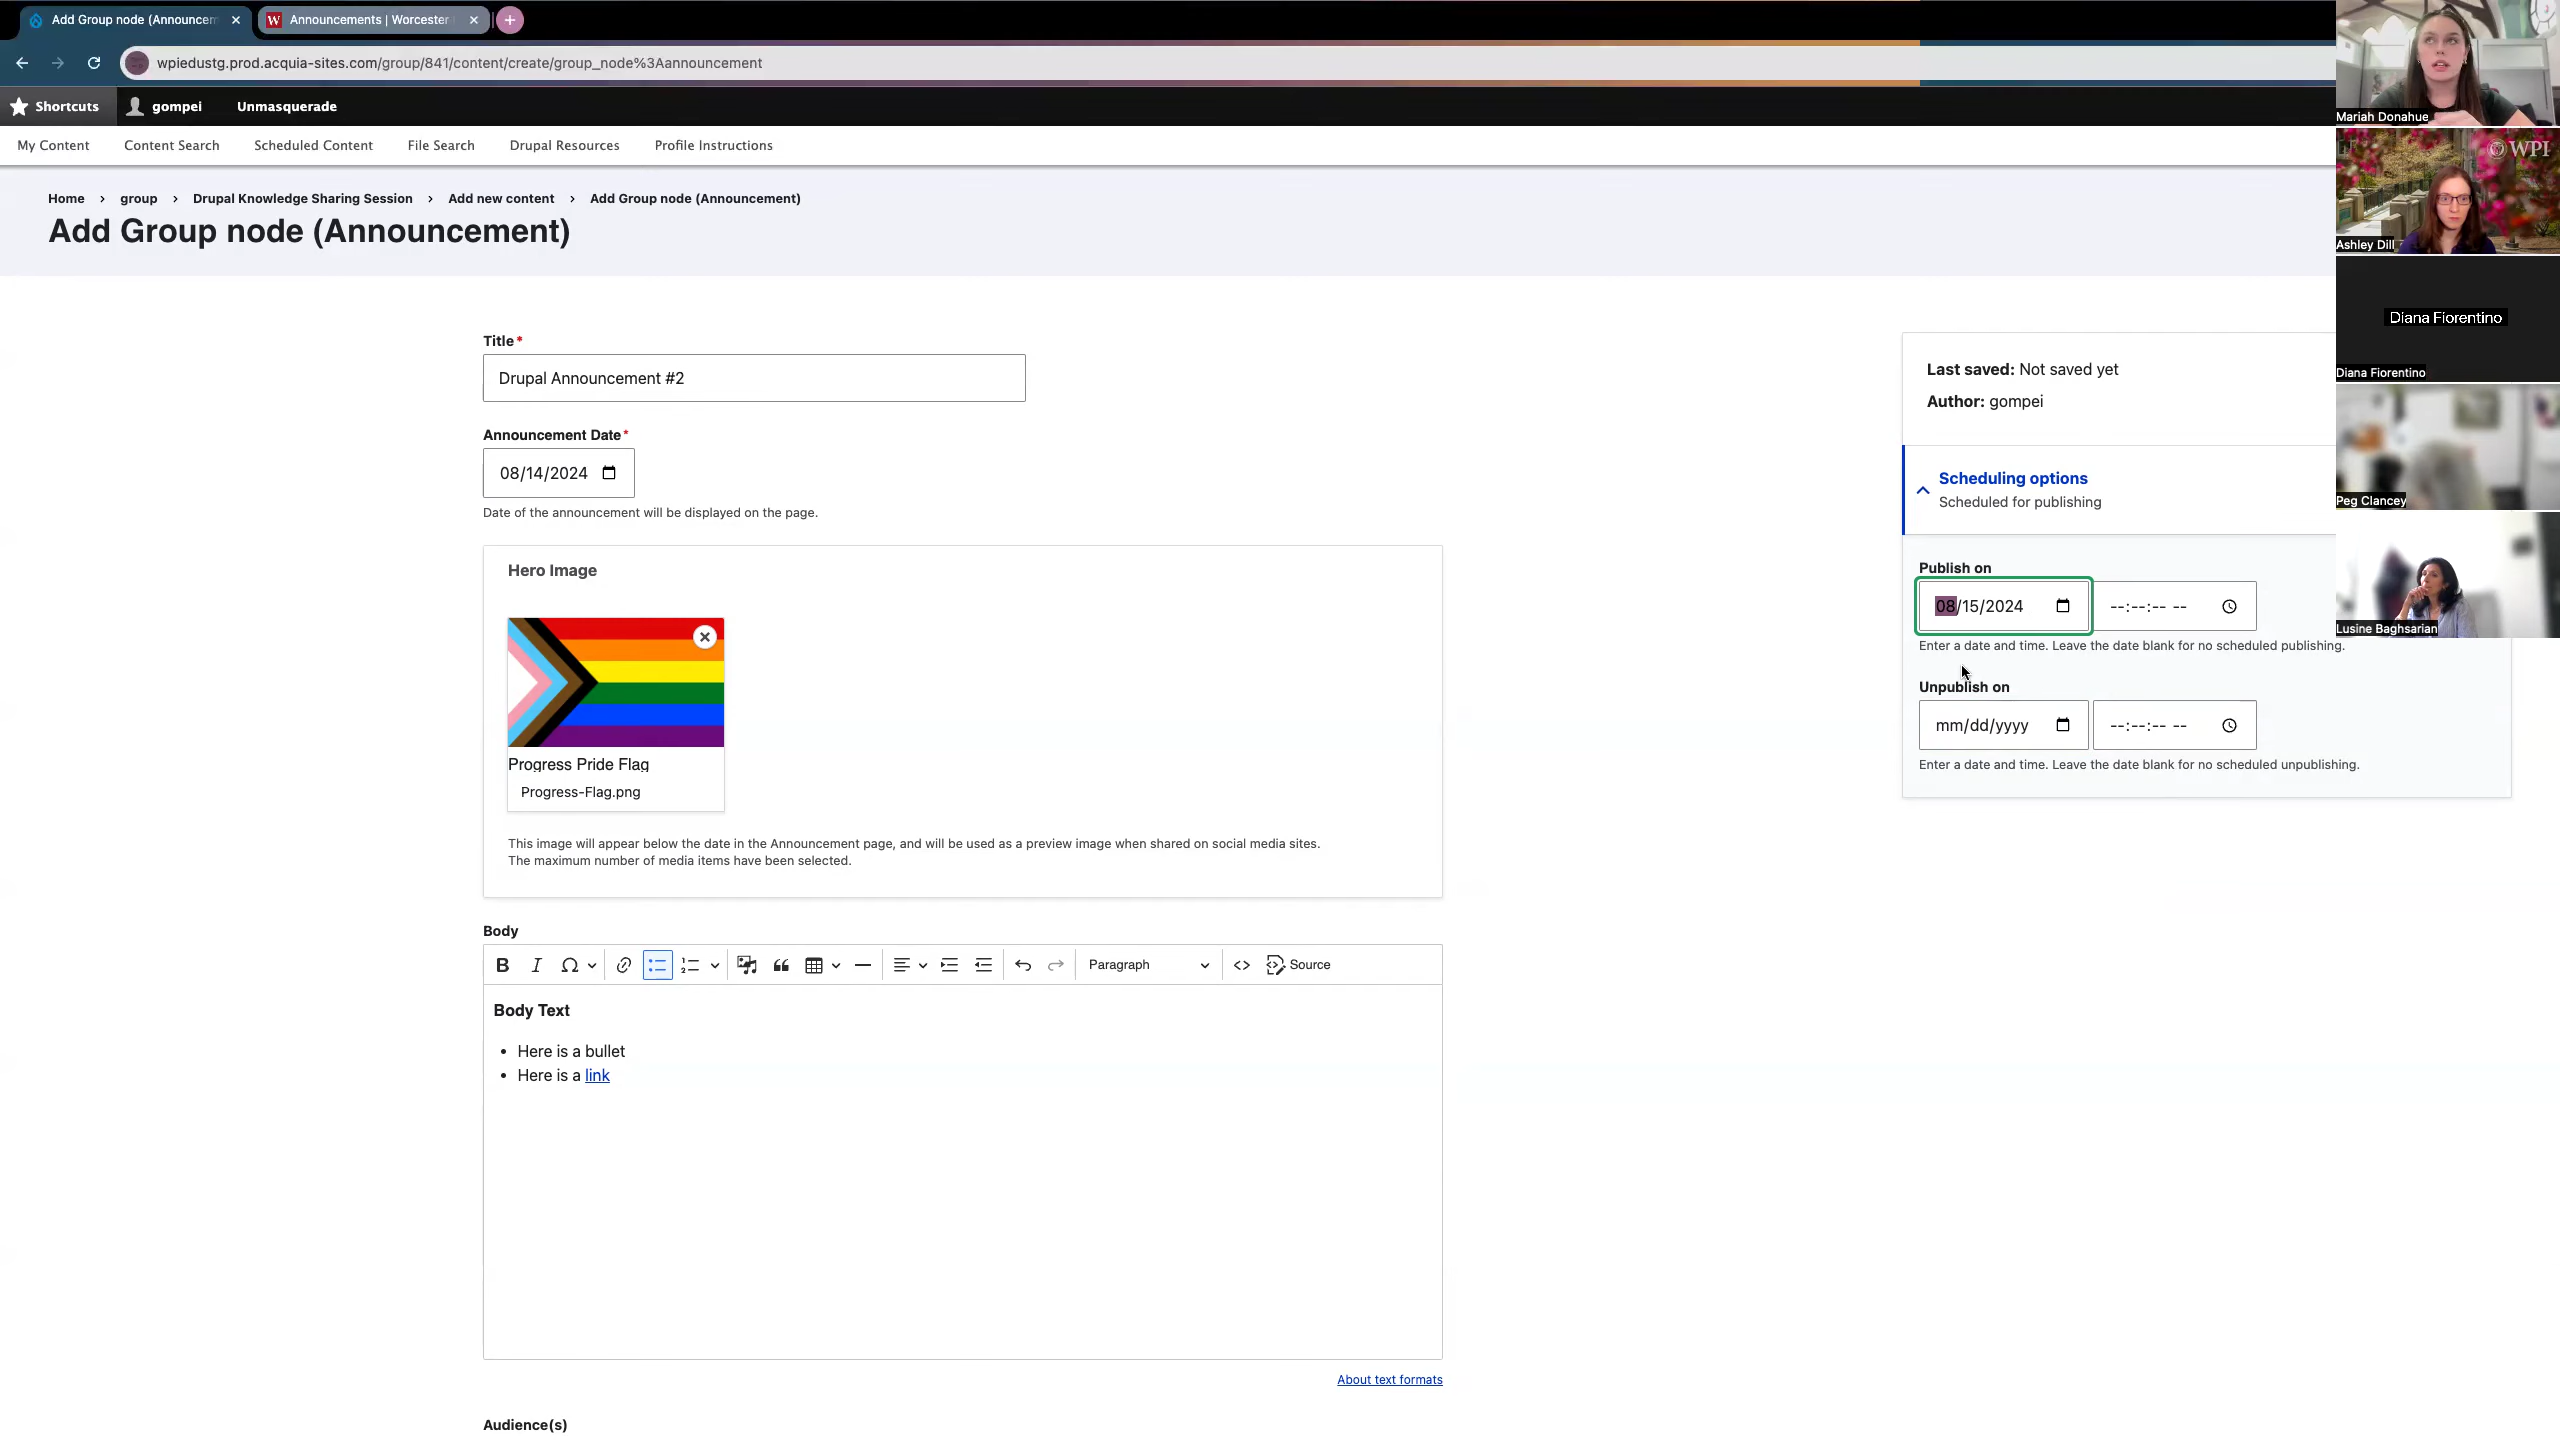 Add Group node (Announcem
Announcements | Worcester
wpiedustg.prod.acquia-sites.com/group/841/content/create/group_node%3Aannouncement
Shortcuts gompei Unmasquerade
My Content Content Search Scheduled Content File Search Drupal Resources Profile Instructions
Home › group › Drupal Knowledge Sharing Session › Add new content › Add Group node (Announcement)
Add Group node (Announcement)
Title*
Drupal Announcement #2
Announcement Date*
08/14/2024
Date of the announcement will be displayed on the page.
Hero Image
Progress Pride Flag
Progress-Flag.png
This image will appear below the date in the Announcement page, and will be used as a preview image when shared on social media sites.
The maximum number of media items have been selected.
Body
B I Ω Paragraph Source
Body Text
• Here is a bullet
• Here is a link
About text formats
Audience(s)
Last saved: Not saved yet
Author: gompei
Scheduling options
Scheduled for publishing
Publish on
08/15/2024 --:--:-- --
Enter a date and time. Leave the date blank for no scheduled publishing.
Unpublish on
mm/dd/yyyy --:--:-- --
Enter a date and time. Leave the date blank for no scheduled unpublishing.
Mariah Donahue
WPI
Ashley Dill
Diana Fiorentino
Diana Fiorentino
Peg Clancey
Lusine Baghsarian